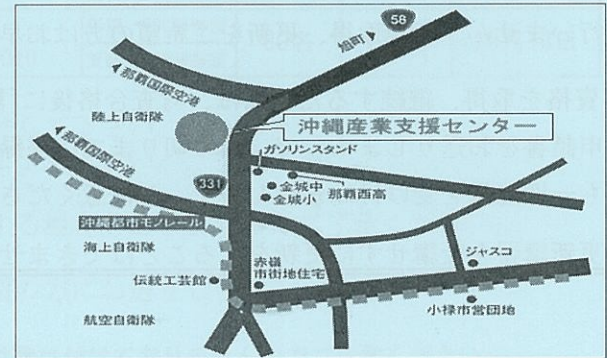 58
旭町
那覇国際空港
陸上自衛隊
沖縄産業支援センター
ガソリンスタンド
那覇国際空港
331
金城中
那覇西高
金城小
沖縄都市モノレール
海上自衛隊
赤嶺
市街地住宅
ジャスコ
伝統工芸館
小禄市営団地
航空自衛隊